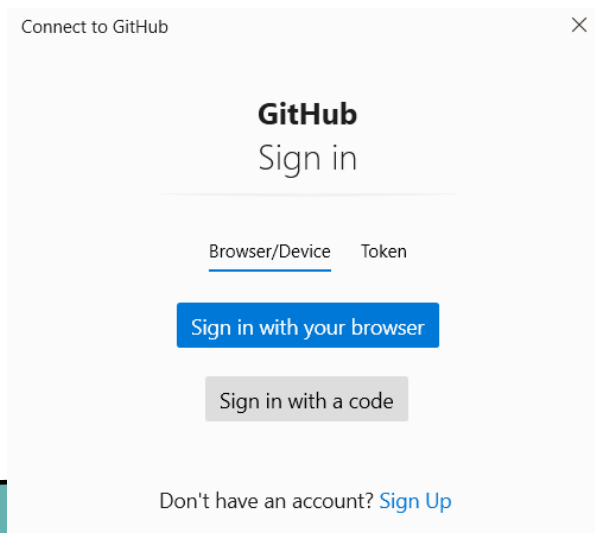 Connect to GitHub
GitHub
Sign in
Browser/Device Token
Sign in with your browser
Sign in with a code
Don't have an account? Sign Up